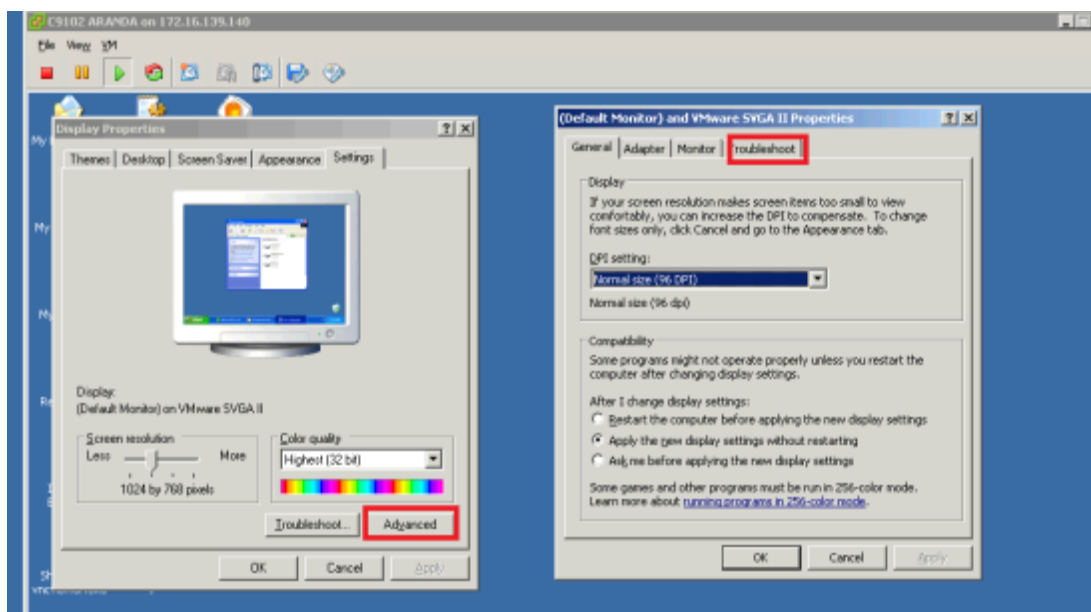 C9102 ARANDA on 172.16.139.140
File View VM
Display Properties
Themes Desktop Screen Saver Appearance Settings
Display:
(Default Monitor) on VMware SVGA II
Screen resolution
Less More
1024 by 768 pixels
Color quality
Highest (32 bit)
Troubleshoot... Advanced
OK Cancel Apply
(Default Monitor) and VMware SVGA II Properties
General Adapter Monitor Troubleshoot
Display
If your screen resolution makes screen items too small to view
comfortably, you can increase the DPI to compensate. To change
font sizes only, click Cancel and go to the Appearance tab.
DPI setting:
Normal size (96 DPI)
Normal size (96 dpi)
Compatibility
Some programs might not operate properly unless you restart the
computer after changing display settings.
After I change display settings:
Restart the computer before applying the new display settings
Apply the new display settings without restarting
Ask me before applying the new display settings
Some games and other programs must be run in 256-color mode.
Learn more about running programs in 256-color mode.
OK Cancel Apply
My
My